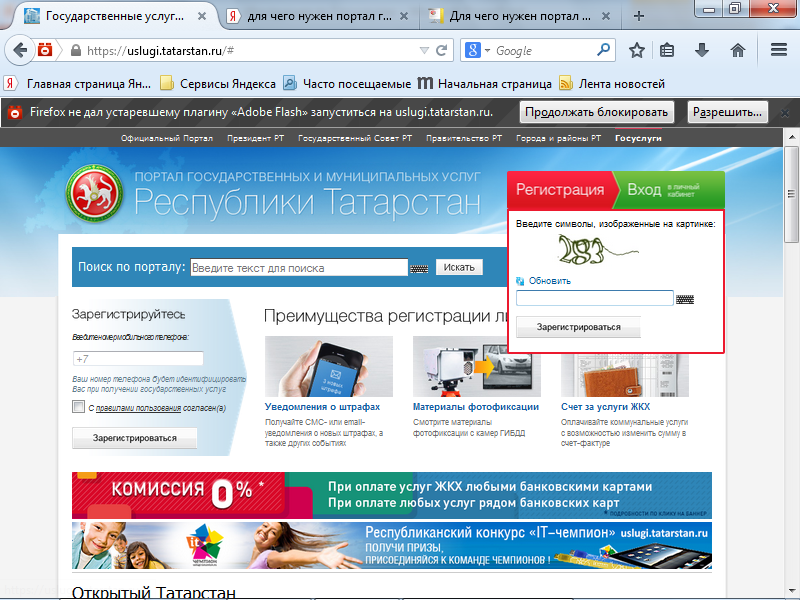 Государственные услуг...
для чего нужен портал г...
Для чего нужен портал ...
https://uslugi.tatarstan.ru/#
Google
Главная страница Ян...
Сервисы Яндекса
Часто посещаемые
Начальная страница
Лента новостей
Firefox не дал устаревшему плагину «Adobe Flash» запуститься на uslugi.tatarstan.ru.
Продолжать блокировать
Разрешить...
Официальный Портал
Президент РТ
Государственный Совет РТ
Правительство РТ
Города и районы РТ
Госуслуги
ПОРТАЛ ГОСУДАРСТВЕННЫХ И МУНИЦИПАЛЬНЫХ УСЛУГ
Республики Татарстан
Регистрация
Вход
в личный
кабинет
Введите символы, изображенные на картинке:
283
Обновить
Зарегистрироваться
Поиск по порталу:
Введите текст для поиска
Искать
Зарегистрируйтесь
Введите номер мобильного телефона:
+7
Ваш номер телефона будет идентифицировать
Вас при получении государственных услуг
С правилами пользования согласен(а)
Зарегистрироваться
Преимущества регистрации ли
3 новых
штрафа
Уведомления о штрафах
Получайте СМС- или email-
уведомления о новых штрафах, а
также других событиях
Материалы фотофиксации
Смотрите материалы
фотофиксации с камер ГИБДД
Счет за услуги ЖКХ
Оплачивайте коммунальные услуги
с возможностью изменить сумму в
счет-фактуре
КОМИССИЯ 0% *
При оплате услуг ЖКХ любыми банковскими картами
При оплате любых услуг рядом банковских карт
* ПОДРОБНОСТИ ПО КЛИКУ НА БАННЕР
Республиканский конкурс «IT-чемпион» uslugi.tatarstan.ru
ПОЛУЧИ ПРИЗЫ,
ПРИСОЕДИНЯЙСЯ К КОМАНДЕ ЧЕМПИОНОВ !
Открытый Татарстан